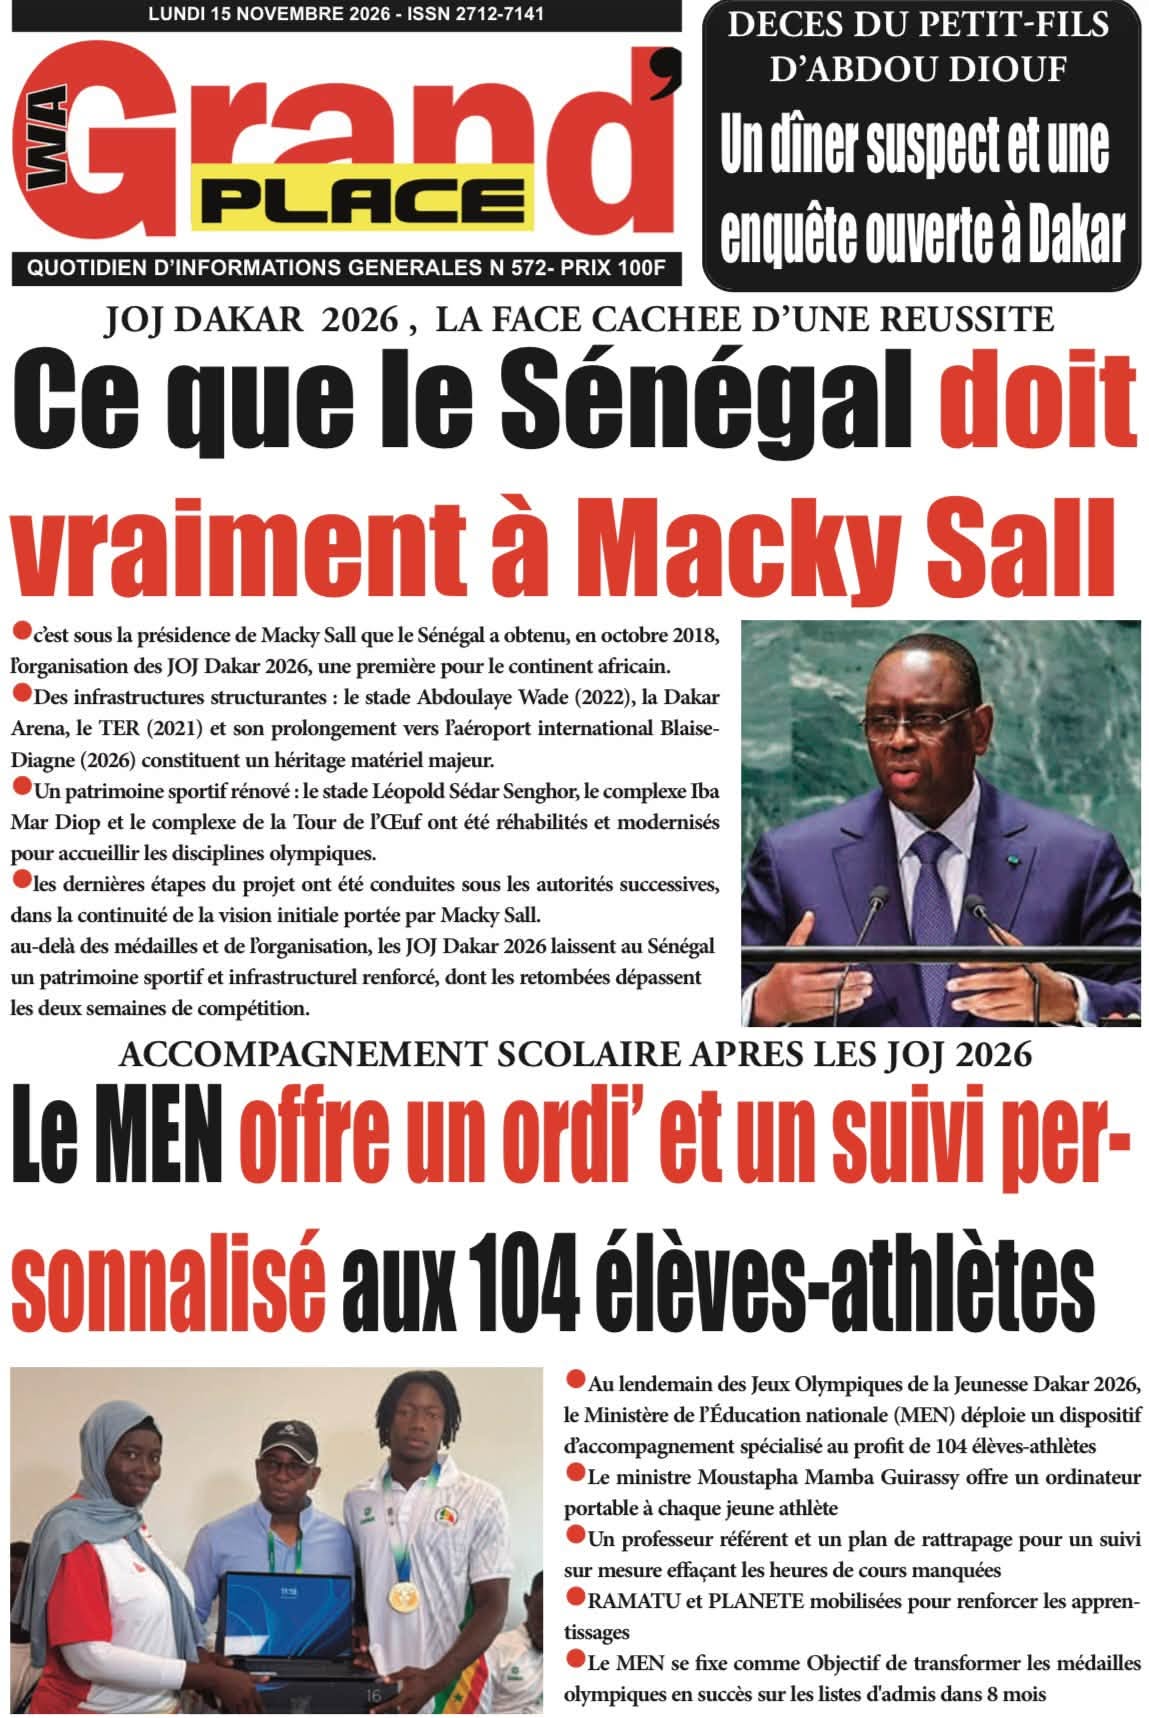 LUNDI 15 NOVEMBRE 2026 - ISSN 2712-7141
WA
Grand'
PLACE
QUOTIDIEN D'INFORMATIONS GENERALES N 572- PRIX 100F
DECES DU PETIT-FILS
D'ABDOU DIOUF
Un dîner suspect et une
enquête ouverte à Dakar
JOJ DAKAR 2026 , LA FACE CACHEE D'UNE REUSSITE
Ce que le Sénégal doit
vraiment à Macky Sall
c'est sous la présidence de Macky Sall que le Sénégal a obtenu, en octobre 2018,
l'organisation des JOJ Dakar 2026, une première pour le continent africain.
Des infrastructures structurantes : le stade Abdoulaye Wade (2022), la Dakar
Arena, le TER (2021) et son prolongement vers l'aéroport international Blaise-
Diagne (2026) constituent un héritage matériel majeur.
Un patrimoine sportif rénové : le stade Léopold Sédar Senghor, le complexe Iba
Mar Diop et le complexe de la Tour de l'Œuf ont été réhabilités et modernisés
pour accueillir les disciplines olympiques.
les dernières étapes du projet ont été conduites sous les autorités successives,
dans la continuité de la vision initiale portée par Macky Sall.
au-delà des médailles et de l'organisation, les JOJ Dakar 2026 laissent au Sénégal
un patrimoine sportif et infrastructurel renforcé, dont les retombées dépassent
les deux semaines de compétition.
ACCOMPAGNEMENT SCOLAIRE APRES LES JOJ 2026
Le MEN offre un ordi' et un suivi per-
sonnalisé aux 104 élèves-athlètes
11:18
16
Au lendemain des Jeux Olympiques de la Jeunesse Dakar 2026,
le Ministère de l'Éducation nationale (MEN) déploie un dispositif
d'accompagnement spécialisé au profit de 104 élèves-athlètes
Le ministre Moustapha Mamba Guirassy offre un ordinateur
portable à chaque jeune athlète
Un professeur référent et un plan de rattrapage pour un suivi
sur mesure effaçant les heures de cours manquées
RAMATU et PLANETE mobilisées pour renforcer les appren-
tissages
Le MEN se fixe comme Objectif de transformer les médailles
olympiques en succès sur les listes d'admis dans 8 mois